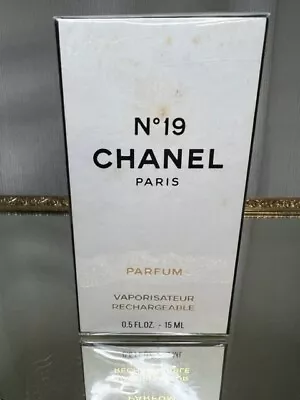 N°19
CHANEL
PARIS
PARFUM
VAPORISATEUR
RECHARGEABLE
0.5 FL.OZ. - 15 ML